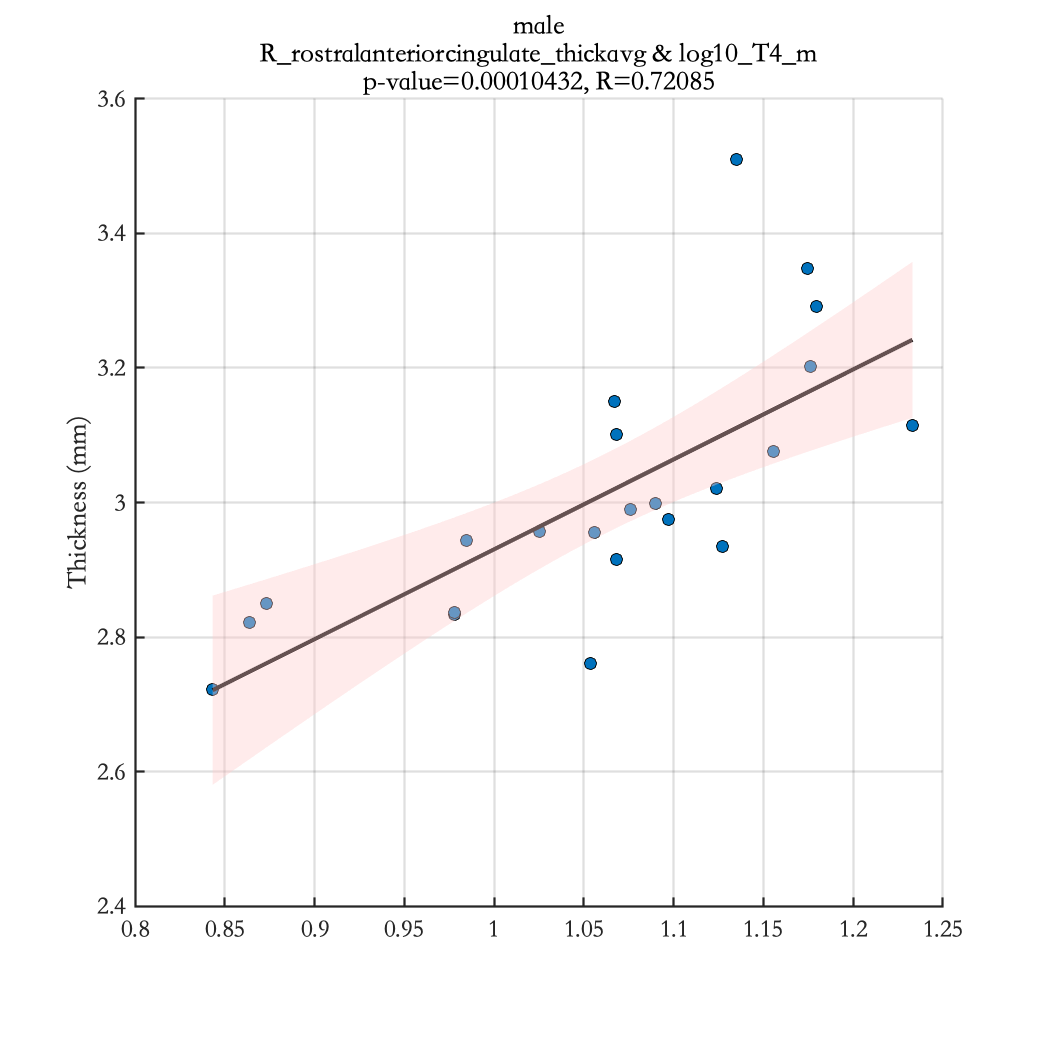 male
R_rostralanteriorcingulate_thickavg & log10_T4_m
p-value=0.00010432, R=0.72085
3.6
3.4
3.2
3
2.8
2.6
2.4
Thickness (mm)
0.8 0.85 0.9 0.95 1 1.05 1.1 1.15 1.2 1.25